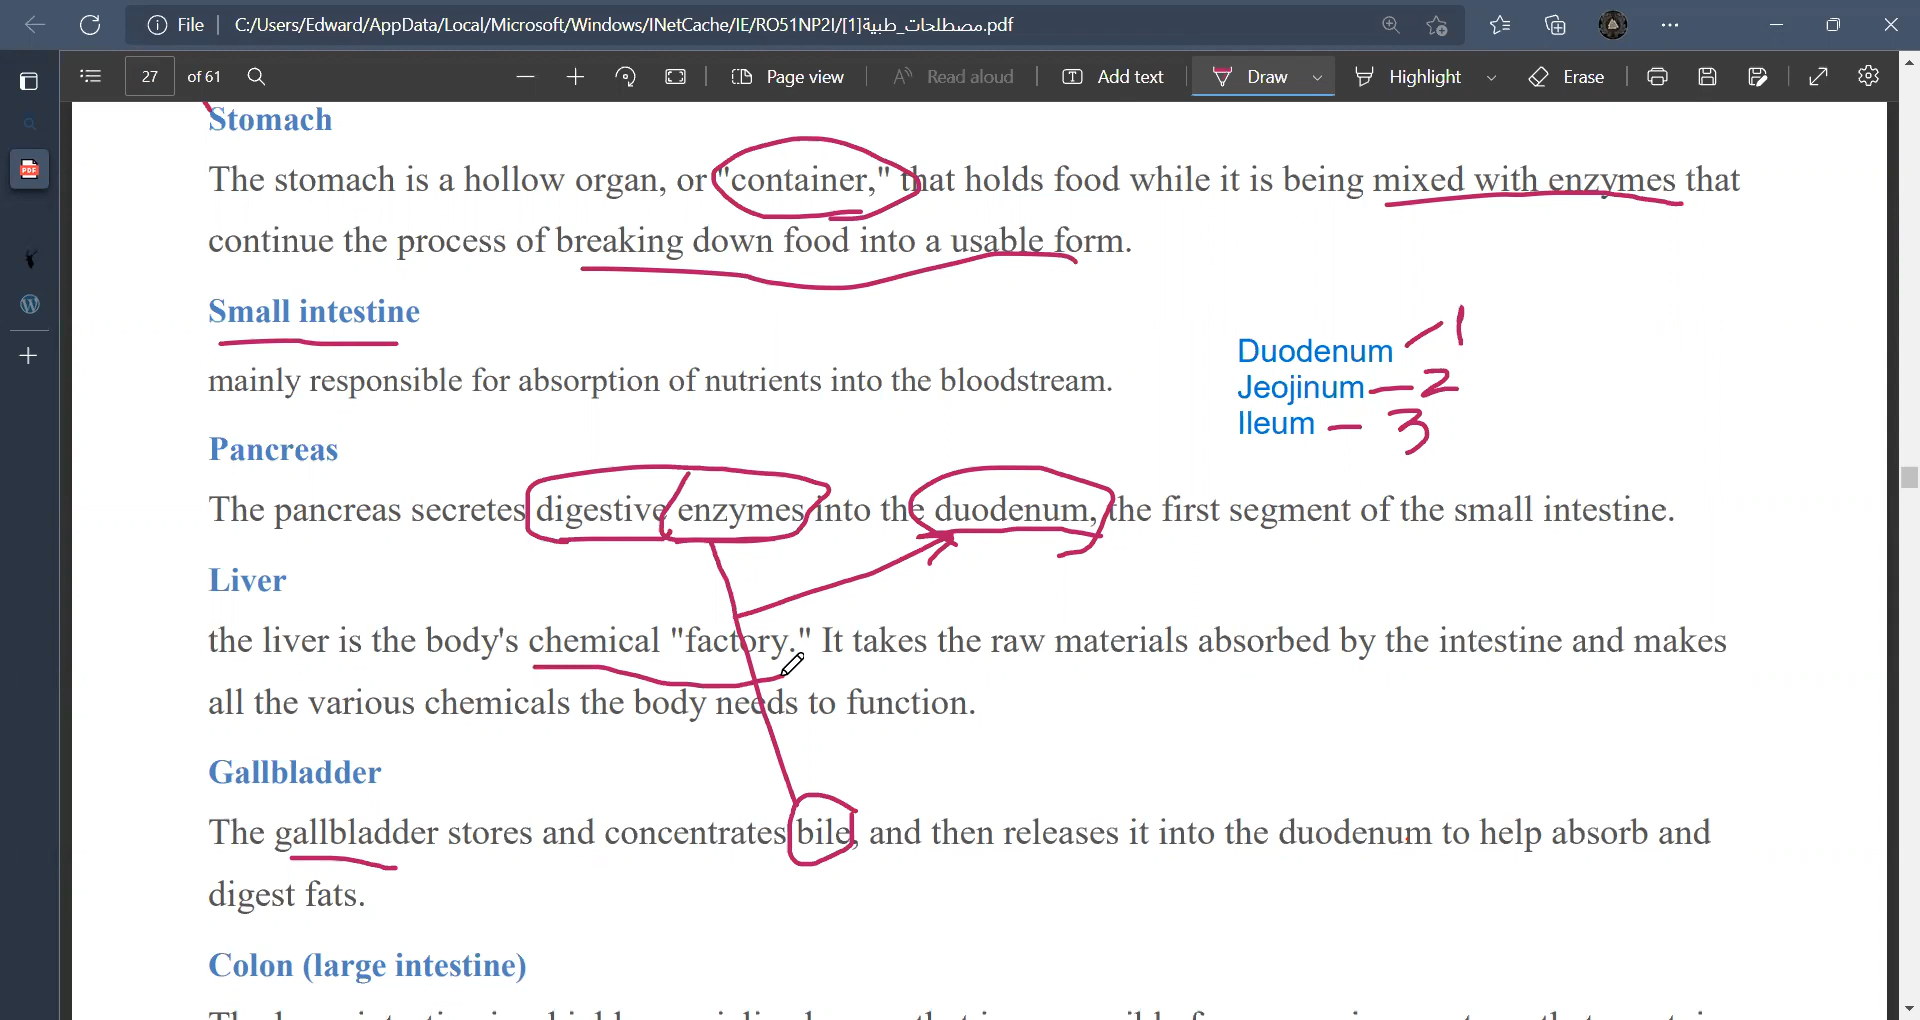 File C:/Users/Edward/AppData/Local/Microsoft/Windows/INetCache/IE/RO51NP2I/[1]مصطلحات_طبية.pdf
27 of 61 Page view Read aloud Add text Draw Highlight Erase
Stomach
The stomach is a hollow organ, or "container," that holds food while it is being mixed with enzymes that
continue the process of breaking down food into a usable form.
Small intestine
Duodenum 1
mainly responsible for absorption of nutrients into the bloodstream.
Jeojinum 2
Ileum 3
Pancreas
The pancreas secretes digestive enzymes into the duodenum, the first segment of the small intestine.
Liver
the liver is the body's chemical "factory." It takes the raw materials absorbed by the intestine and makes
all the various chemicals the body needs to function.
Gallbladder
The gallbladder stores and concentrates bile, and then releases it into the duodenum to help absorb and
digest fats.
Colon (large intestine)